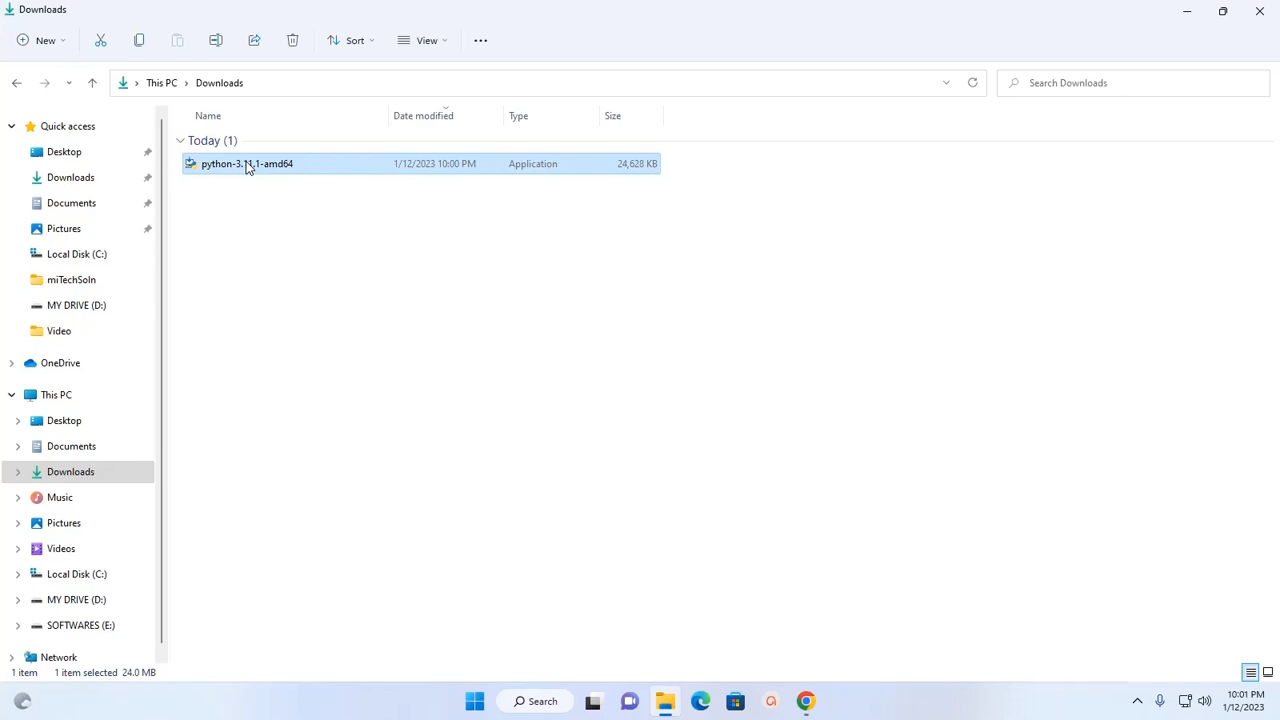 Downloads
New
Sort
View
This PC
Downloads
Search Downloads
Name
Date modified
Type
Size
Quick access
Desktop
Downloads
Documents
Pictures
Local Disk (C:)
miTechSoln
MY DRIVE (D:)
Video
OneDrive
This PC
Desktop
Documents
Downloads
Music
Pictures
Videos
Local Disk (C:)
MY DRIVE (D:)
SOFTWARES (E:)
Network
Today (1)
python-3.11.1-amd64 1/12/2023 10:00 PM Application 24,628 KB
1 item 1 item selected 24.0 MB
Search
10:01 PM
1/12/2023